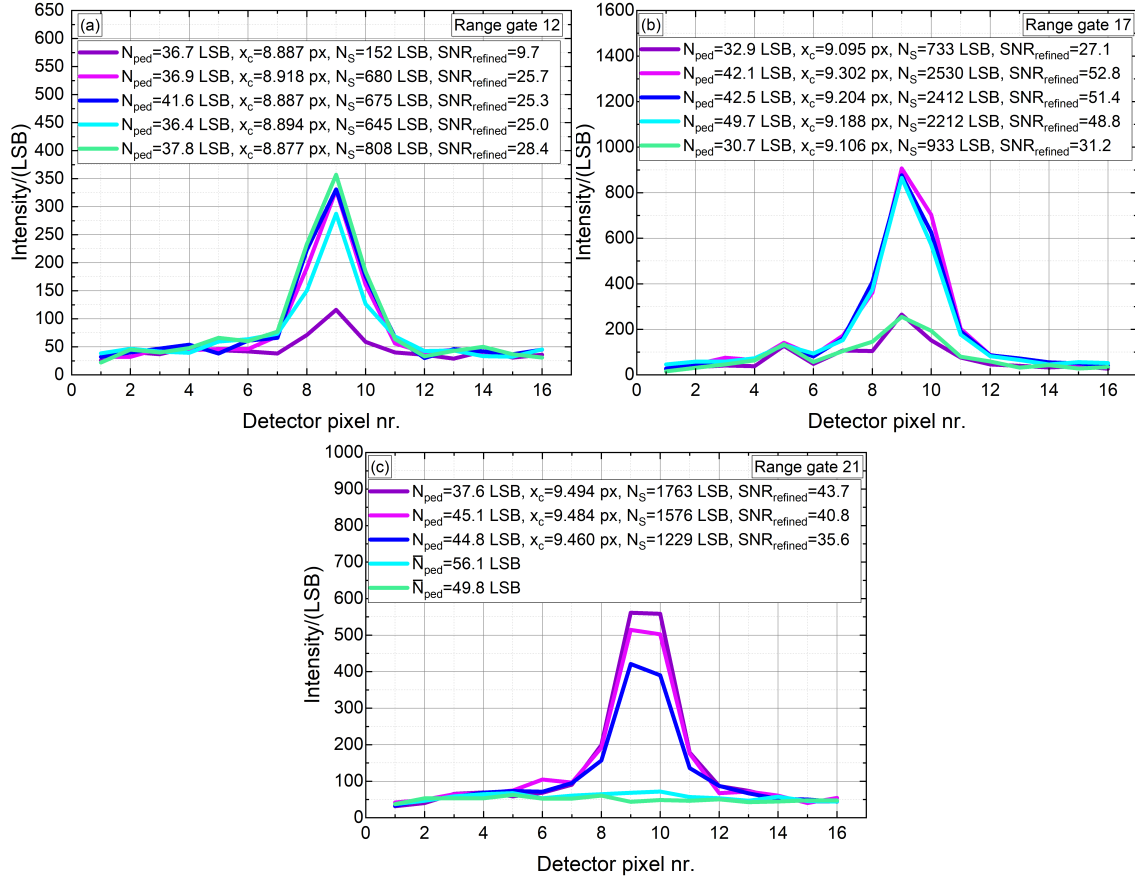 (a)
Range gate 12
N_ped=36.7 LSB, x_c=8.887 px, N_S=152 LSB, SNR_refined=9.7
N_ped=36.9 LSB, x_c=8.918 px, N_S=680 LSB, SNR_refined=25.7
N_ped=41.6 LSB, x_c=8.887 px, N_S=675 LSB, SNR_refined=25.3
N_ped=36.4 LSB, x_c=8.894 px, N_S=645 LSB, SNR_refined=25.0
N_ped=37.8 LSB, x_c=8.877 px, N_S=808 LSB, SNR_refined=28.4
650
600
550
500
450
400
350
300
250
200
150
100
50
0
Intensity/(LSB)
0 2 4 6 8 10 12 14 16
Detector pixel nr.
(b)
Range gate 17
N_ped=32.9 LSB, x_c=9.095 px, N_S=733 LSB, SNR_refined=27.1
N_ped=42.1 LSB, x_c=9.302 px, N_S=2530 LSB, SNR_refined=52.8
N_ped=42.5 LSB, x_c=9.204 px, N_S=2412 LSB, SNR_refined=51.4
N_ped=49.7 LSB, x_c=9.188 px, N_S=2212 LSB, SNR_refined=48.8
N_ped=30.7 LSB, x_c=9.106 px, N_S=933 LSB, SNR_refined=31.2
1600
1400
1200
1000
800
600
400
200
0
Intensity/(LSB)
0 2 4 6 8 10 12 14 16
Detector pixel nr.
(c)
Range gate 21
N_ped=37.6 LSB, x_c=9.494 px, N_S=1763 LSB, SNR_refined=43.7
N_ped=45.1 LSB, x_c=9.484 px, N_S=1576 LSB, SNR_refined=40.8
N_ped=44.8 LSB, x_c=9.460 px, N_S=1229 LSB, SNR_refined=35.6
N̄_ped=56.1 LSB
N̄_ped=49.8 LSB
1000
900
800
700
600
500
400
300
200
100
0
Intensity/(LSB)
0 2 4 6 8 10 12 14 16
Detector pixel nr.